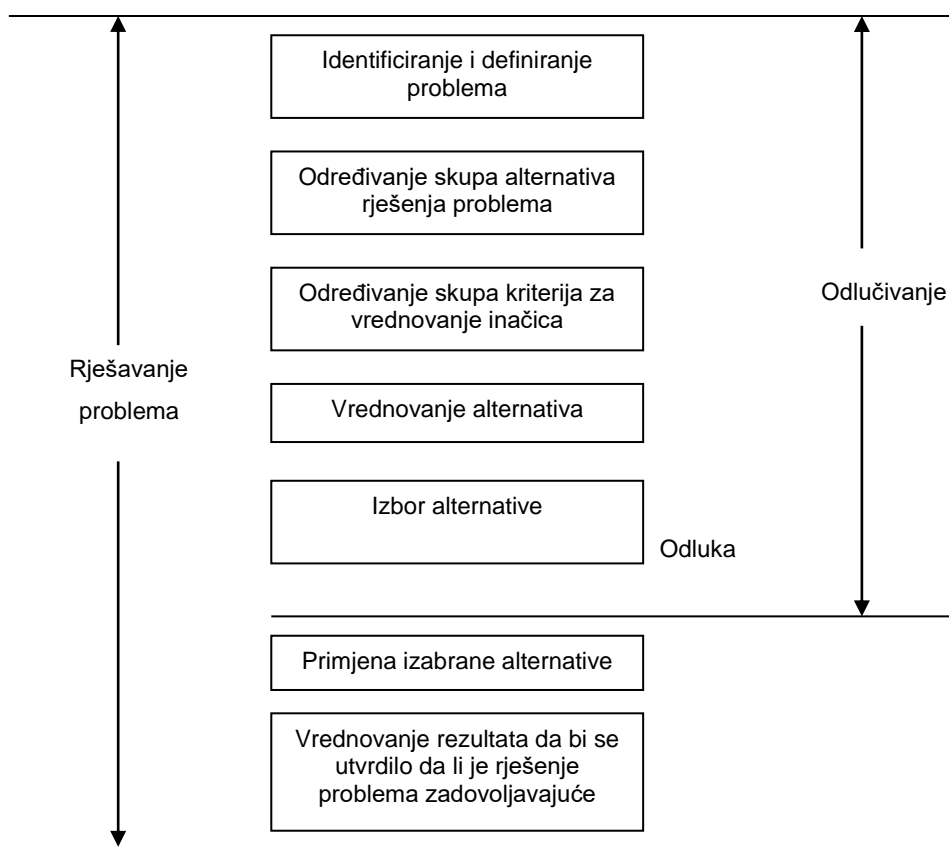 Identificiranje i definiranje
problema
Određivanje skupa alternativa
rješenja problema
Određivanje skupa kriterija za
vrednovanje inačica
Odlučivanje
Rješavanje
problema
Vrednovanje alternativa
Izbor alternative
Odluka
Primjena izabrane alternative
Vrednovanje rezultata da bi se
utvrdilo da li je rješenje
problema zadovoljavajuće